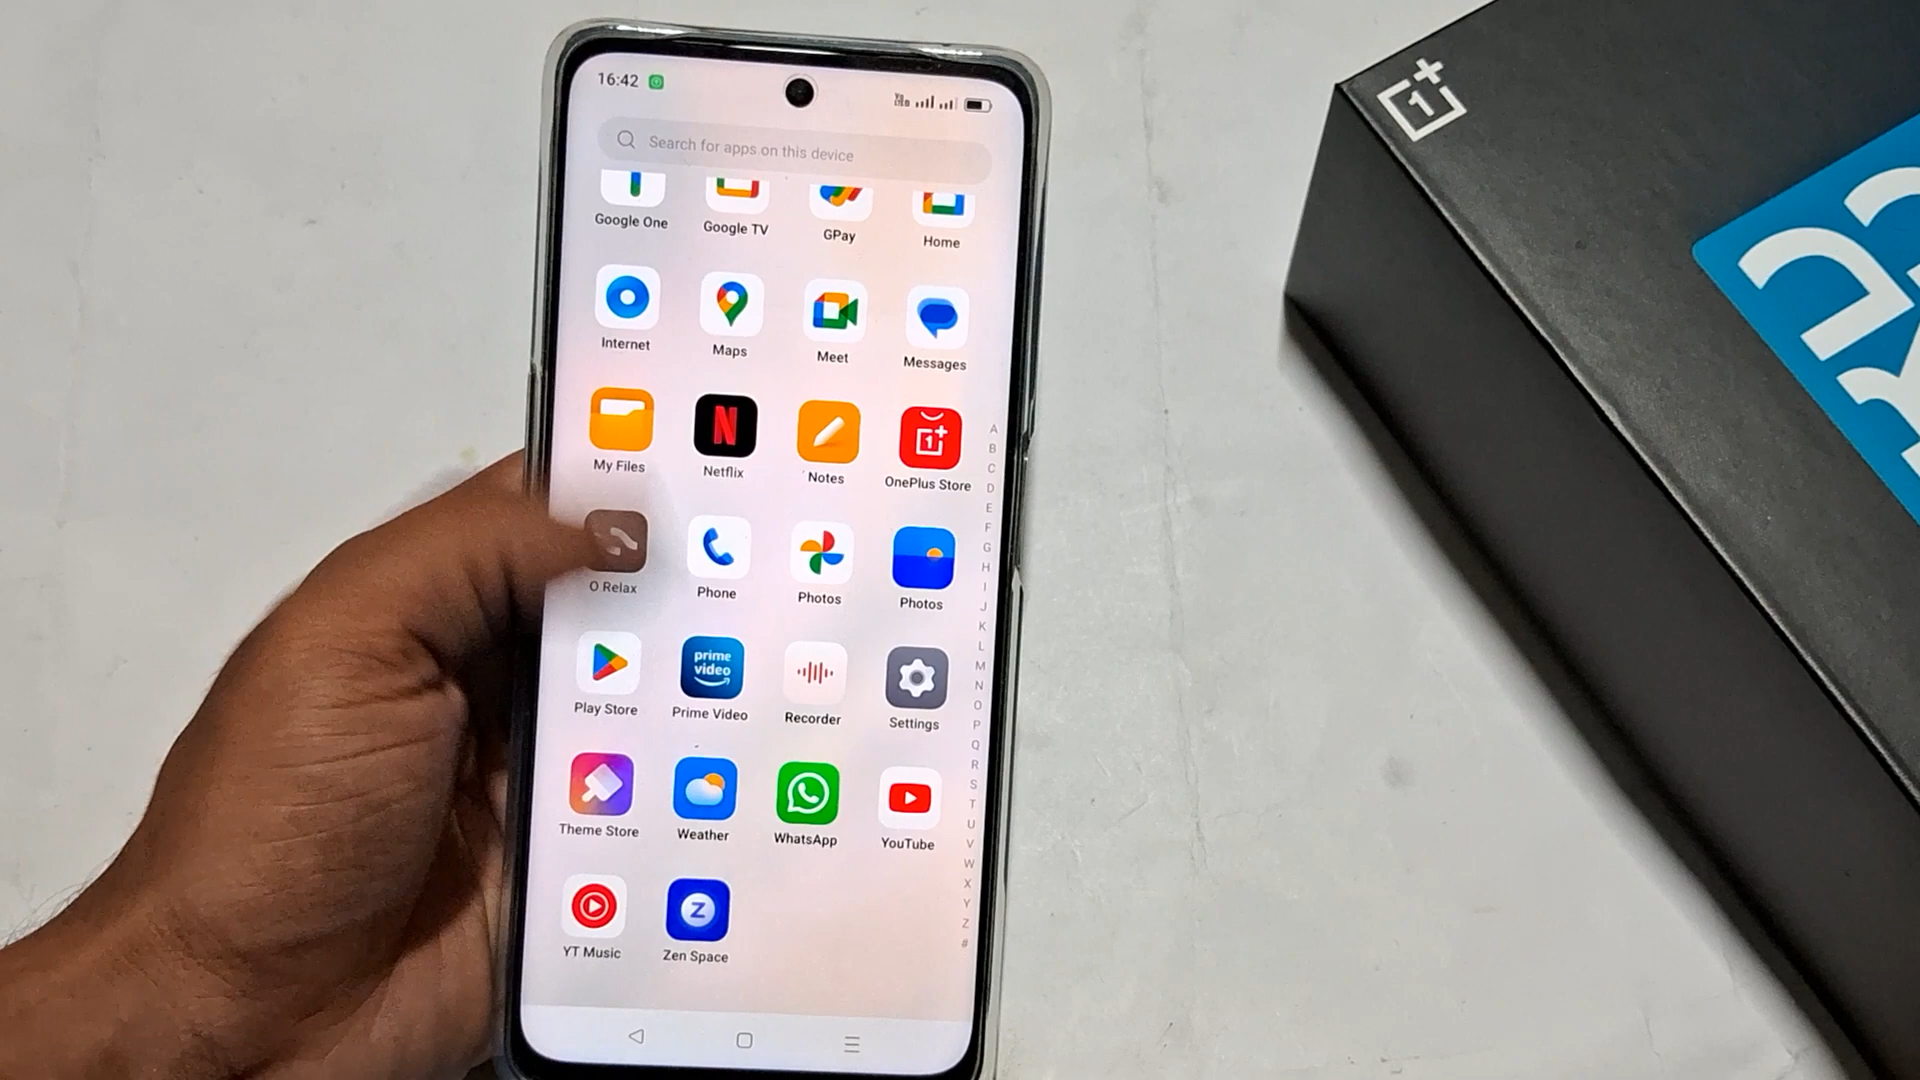 16:42
Search for apps on this device
Google One Google TV GPay Home
Internet Maps Meet Messages
N
1+
My Files Netflix Notes OnePlus Store
O Relax Phone Photos Photos
prime
video
Play Store Prime Video Recorder Settings
Theme Store Weather WhatsApp YouTube
Z
YT Music Zen Space
A
B
C
D
E
F
G
H
I
J
K
L
M
N
O
P
Q
R
S
T
U
V
W
X
Y
Z
#
1+